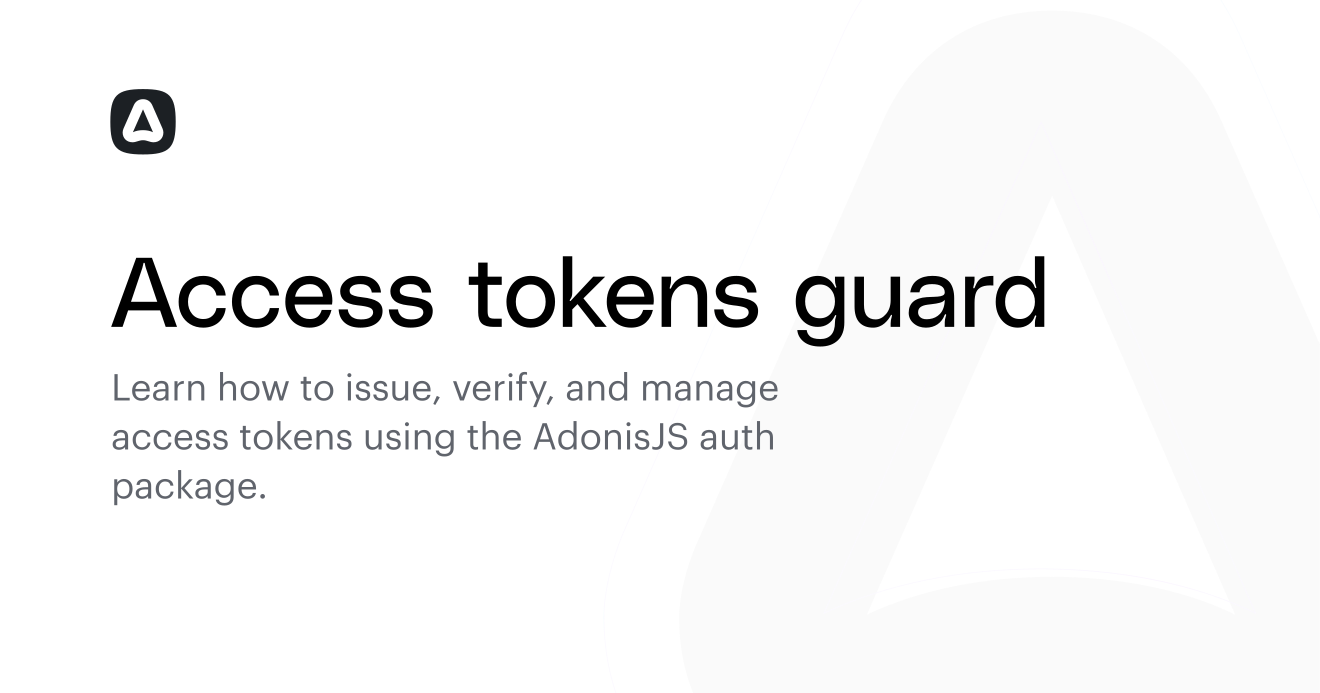 Access tokens guard
Learn how to issue, verify, and manage
access tokens using the AdonisJS auth
package.